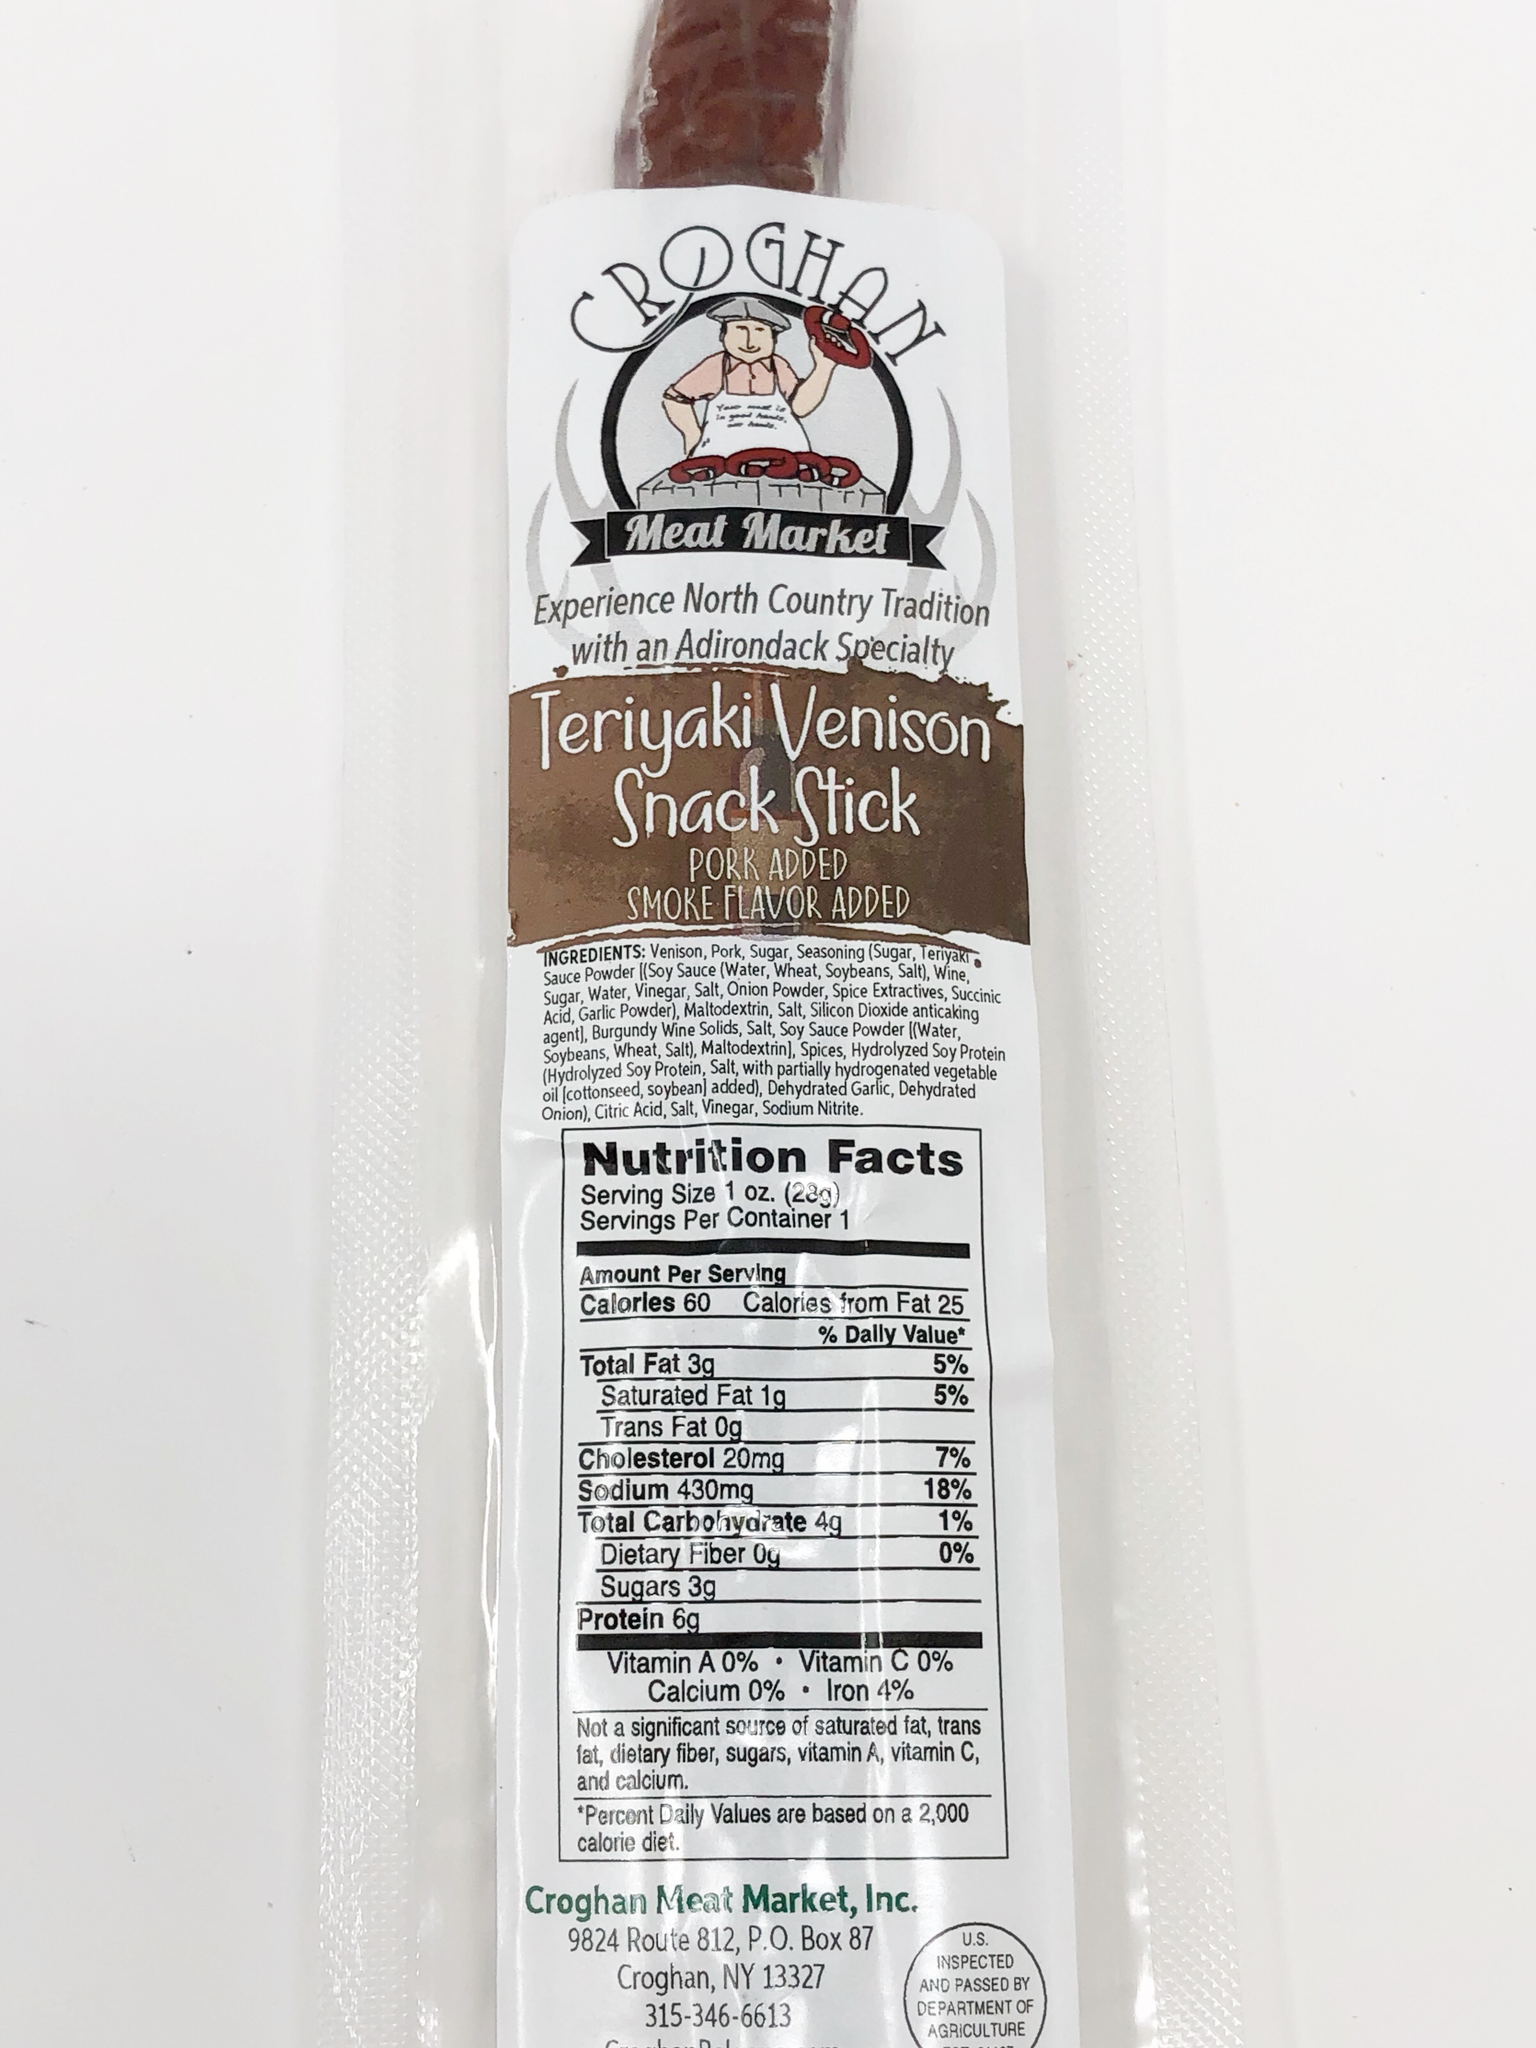 CROGHAN
Your meat is
in good hands,
our hands.
Meat Market
Experience North Country Tradition
with an Adirondack Specialty
Teriyaki Venison
Snack Stick
PORK ADDED
SMOKE FLAVOR ADDED
INGREDIENTS: Venison, Pork, Sugar, Seasoning (Sugar, Teriyaki
Sauce Powder [(Soy Sauce (Water, Wheat, Soybeans, Salt), Wine,
Sugar, Water, Vinegar, Salt, Onion Powder, Spice Extractives, Succinic
Acid, Garlic Powder), Maltodextrin, Salt, Silicon Dioxide anticaking
agent], Burgundy Wine Solids, Salt, Soy Sauce Powder [(Water,
Soybeans, Wheat, Salt), Maltodextrin], Spices, Hydrolyzed Soy Protein
(Hydrolyzed Soy Protein, Salt, with partially hydrogenated vegetable
oil [cottonseed, soybean] added), Dehydrated Garlic, Dehydrated
Onion), Citric Acid, Salt, Vinegar, Sodium Nitrite.
Nutrition Facts
Serving Size 1 oz. (28g)
Servings Per Container 1
Amount Per Serving
Calories 60 Calories from Fat 25
% Daily Value*
Total Fat 3g 5%
Saturated Fat 1g 5%
Trans Fat 0g
Cholesterol 20mg 7%
Sodium 430mg 18%
Total Carbohydrate 4g 1%
Dietary Fiber 0g 0%
Sugars 3g
Protein 6g
Vitamin A 0% • Vitamin C 0%
Calcium 0% • Iron 4%
Not a significant source of saturated fat, trans
fat, dietary fiber, sugars, vitamin A, vitamin C,
and calcium.
*Percent Daily Values are based on a 2,000
calorie diet.
Croghan Meat Market, Inc.
9824 Route 812, P.O. Box 87
Croghan, NY 13327
315-346-6613
U.S.
INSPECTED
AND PASSED BY
DEPARTMENT OF
AGRICULTURE